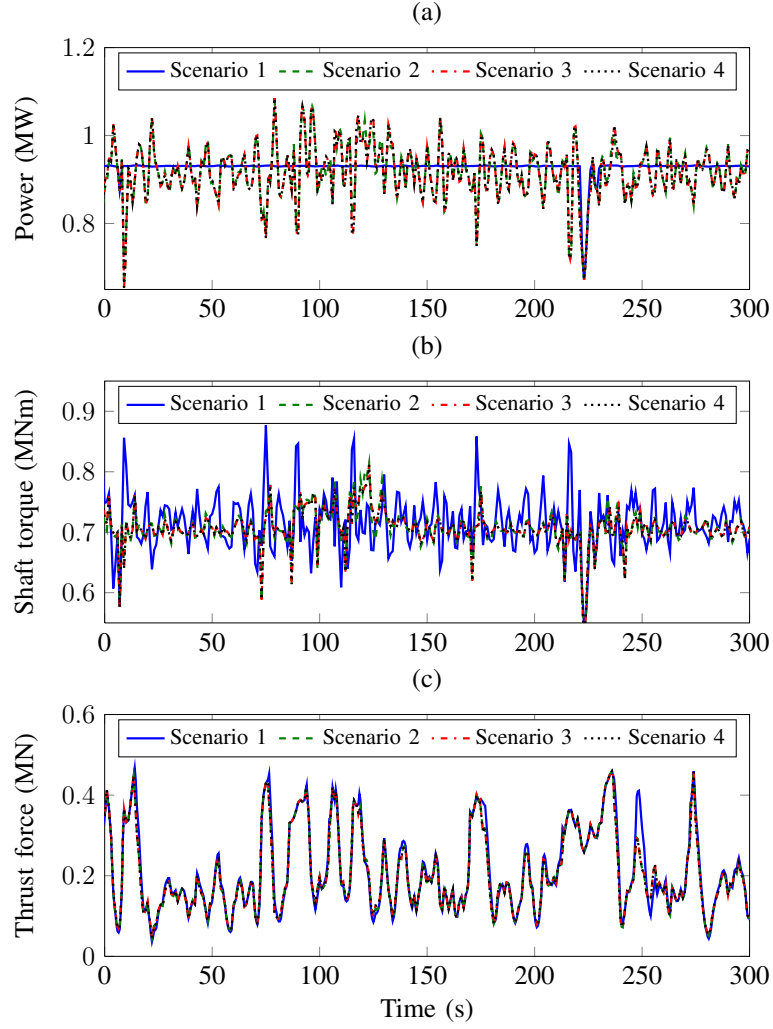 (a)
1.2
1
0.8
Power (MW)
Scenario 1 Scenario 2 Scenario 3 Scenario 4
0 50 100 150 200 250 300
(b)
0.9
0.8
0.7
0.6
Shaft torque (MNm)
Scenario 1 Scenario 2 Scenario 3 Scenario 4
0 50 100 150 200 250 300
(c)
0.6
0.4
0.2
0
Thrust force (MN)
Scenario 1 Scenario 2 Scenario 3 Scenario 4
0 50 100 150 200 250 300
Time (s)